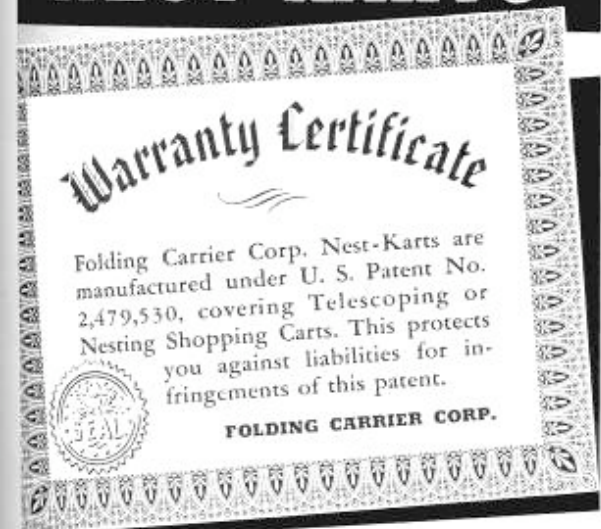 Warranty Certificate
Folding Carrier Corp. Nest-Karts are
manufactured under U. S. Patent No.
2,479,530, covering Telescoping or
Nesting Shopping Carts. This protects
you against liabilities for in-
fringements of this patent.
SEAL
FOLDING CARRIER CORP.